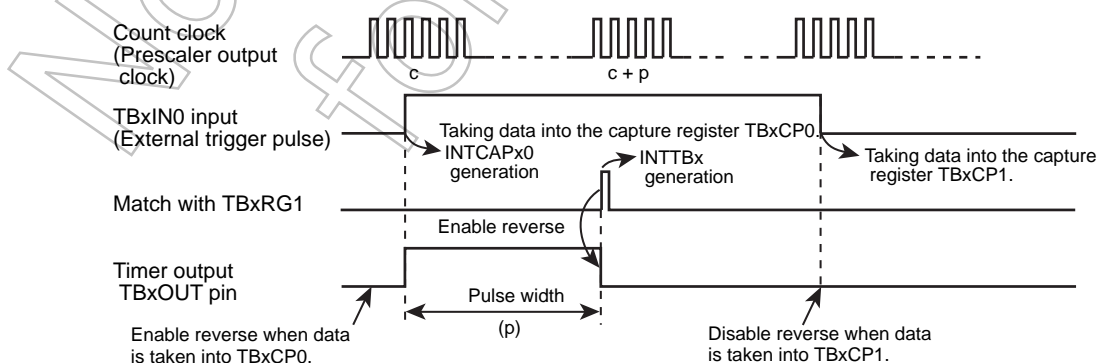 Count clock
(Prescaler output
clock)
c
c + p
TBxIN0 input
(External trigger pulse)
Taking data into the capture register TBxCP0.
INTCAPx0
generation
INTTBx
generation
Taking data into the capture
register TBxCP1.
Match with TBxRG1
Enable reverse
Timer output
TBxOUT pin
Pulse width
(p)
Enable reverse when data
is taken into TBxCP0.
Disable reverse when data
is taken into TBxCP1.